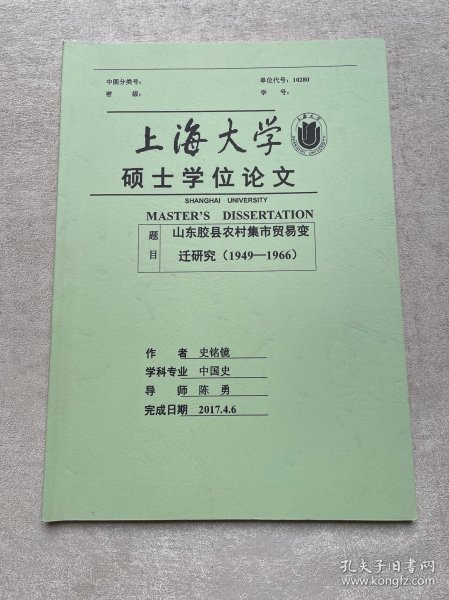 中图分类号：
单位代号：10280
密 级：
学 号：
上海大学
硕士学位论文
SHANGHAI UNIVERSITY
MASTER'S DISSERTATION
题目
山东胶县农村集市贸易变
迁研究（1949—1966）
作 者 史铭镜
学科专业 中国史
导 师 陈 勇
完成日期 2017.4.6
孔夫子旧书网
www.kongfz.com